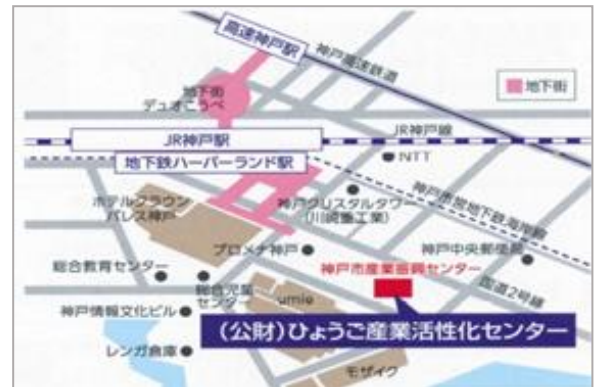 高速神戸駅
神戸高速鉄道
地下街
地下街
デュオこうべ
JR神戸駅
JR神戸線
地下鉄ハーバーランド駅
NTT
神戸市営地下鉄海岸線
ホテルクラウン
パレス神戸
神戸クリスタルタワー
(川崎重工業)
プロメナ神戸
神戸中央郵便局
総合教育センター
神戸市産業振興センター
総合児童
センター
umie
国道2号線
神戸情報文化ビル
(公財)ひょうご産業活性化センター
レンガ倉庫
モザイク